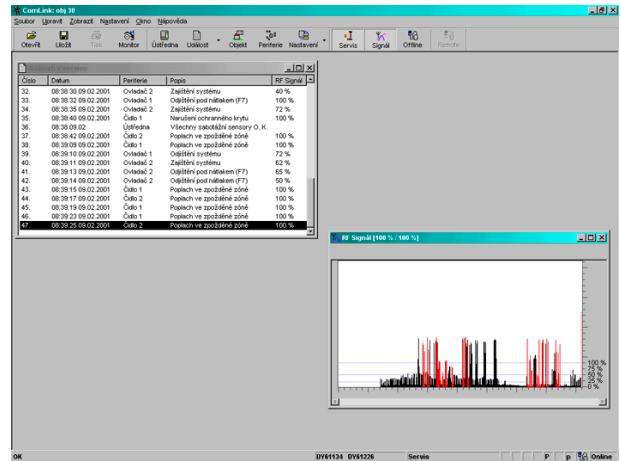 ComLink: obj 30
Soubor Upravit Zobrazit Nastavení Okno Nápověda
Otevřít Uložit Tisk Monitor Ústředna Událost Objekt Periferie Nastavení Servis Signál Offline Remote
Číslo Datum Periferie Popis RF Signál
32. 08:38:30 09.02.2001 Ovladač 2 Zajištění systému 40 %
33. 08:38:32 09.02.2001 Ovladač 1 Odjištění pod nátlakem (F7) 100 %
34. 08:38:35 09.02.2001 Ovladač 2 Zajištění systému 72 %
35. 08:38:40 09.02.2001 Čidlo 1 Narušení ochranného krytu 100 %
36. 08:38 09.02 Ústředna Všechny sabotážní sensory O. K.
37. 08:38:42 09.02.2001 Čidlo 2 Poplach ve zpožděné zóně 100 %
38. 08:39:09 09.02.2001 Čidlo 1 Poplach ve zpožděné zóně 100 %
39. 08:39:10 09.02.2001 Ovladač 1 Odjištění systému 72 %
40. 08:39:11 09.02.2001 Ovladač 2 Zajištění systému 62 %
41. 08:39:13 09.02.2001 Ovladač 2 Odjištění pod nátlakem (F7) 65 %
42. 08:39:14 09.02.2001 Ovladač 2 Odjištění pod nátlakem (F7) 50 %
43. 08:39:15 09.02.2001 Čidlo 1 Poplach ve zpožděné zóně 100 %
44. 08:39:17 09.02.2001 Čidlo 2 Poplach ve zpožděné zóně 100 %
45. 08:39:19 09.02.2001 Čidlo 1 Poplach ve zpožděné zóně 100 %
46. 08:39:23 09.02.2001 Čidlo 1 Poplach ve zpožděné zóně 100 %
47. 08:39:25 09.02.2001 Čidlo 2 Poplach ve zpožděné zóně 100 %
RF Signál [100 % / 100 %]
100 %
75 %
50 %
25 %
0 %
OK DY61134 DY61226 Servis P p Online